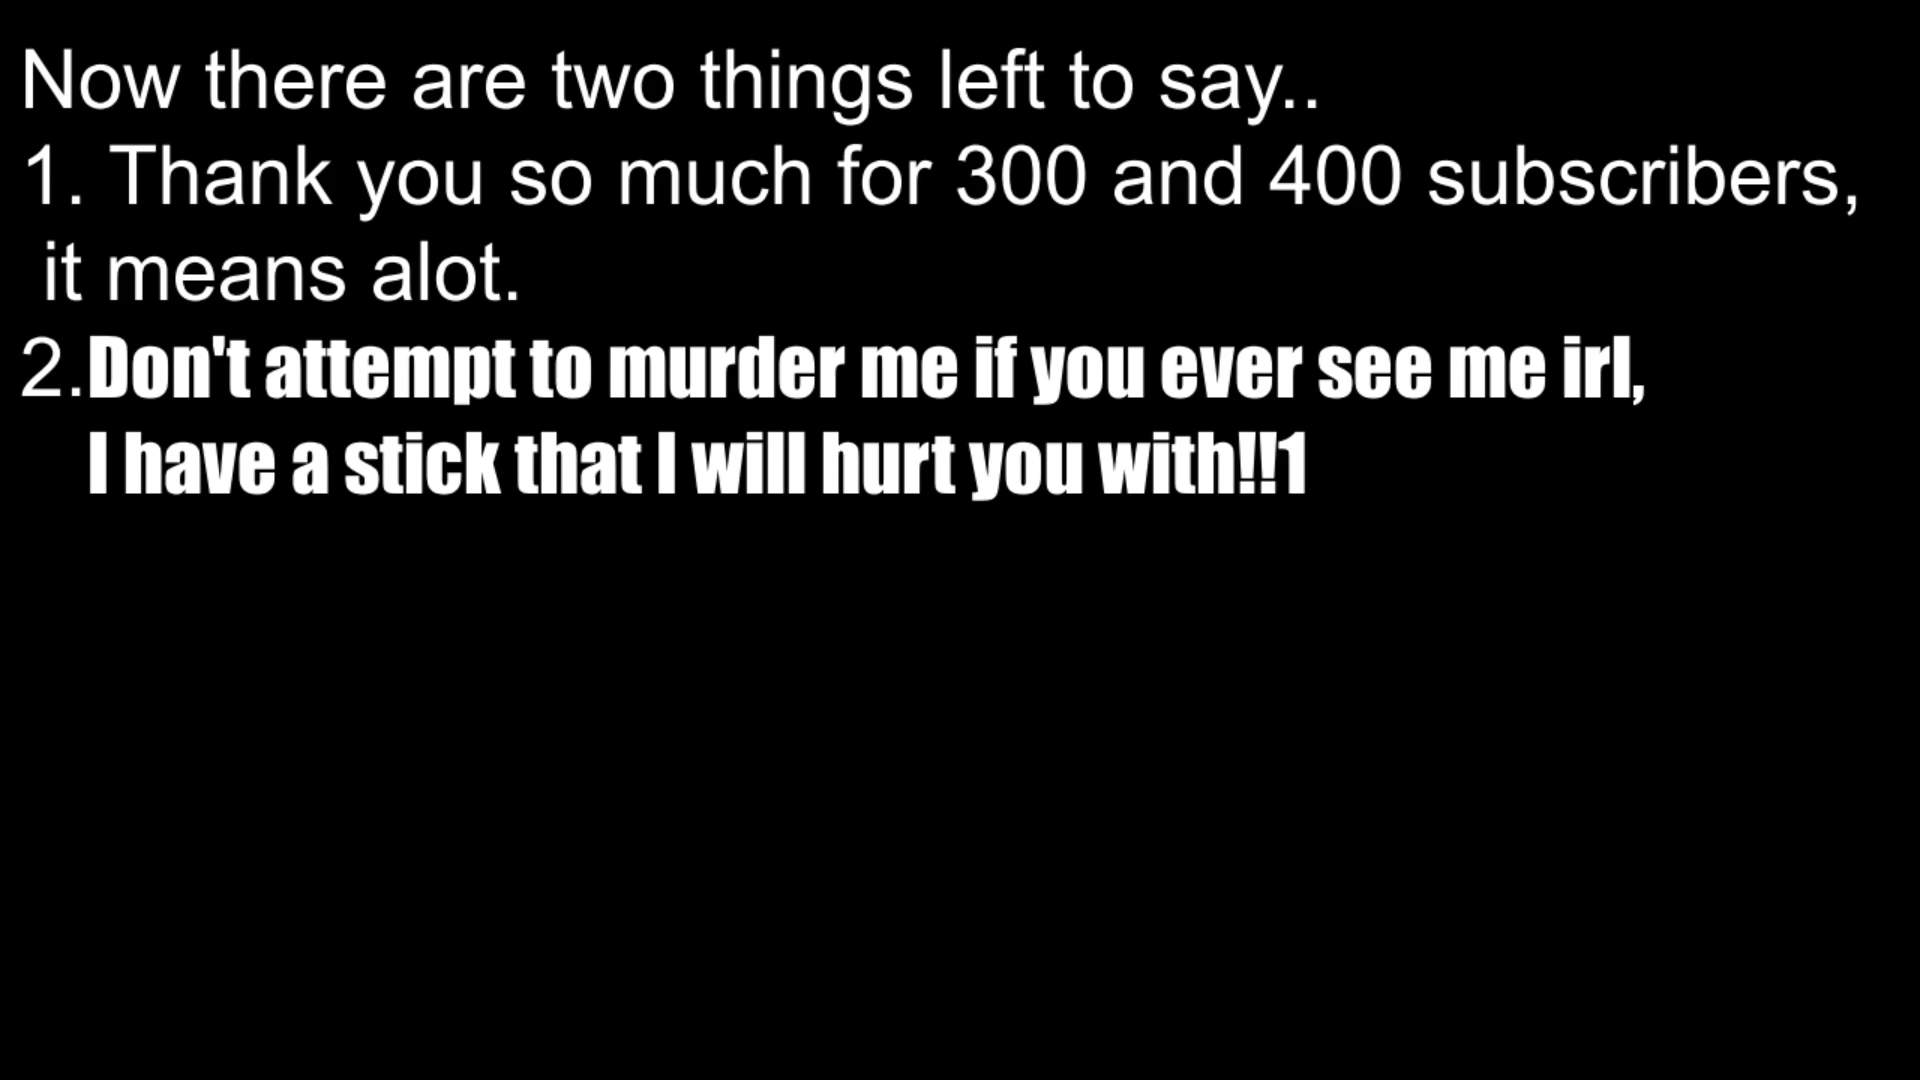 Now there are two things left to say..
1. Thank you so much for 300 and 400 subscribers,
it means alot.
2.Don't attempt to murder me if you ever see me irl,
I have a stick that I will hurt you with!!1